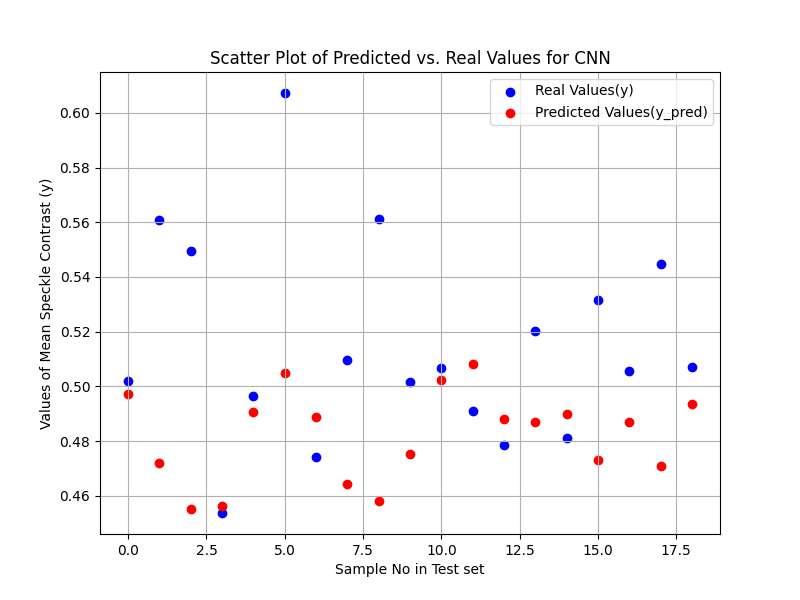 Scatter Plot of Predicted vs. Real Values for CNN
Real Values(y)
Predicted Values(y_pred)
Values of Mean Speckle Contrast (y)
0.60
0.58
0.56
0.54
0.52
0.50
0.48
0.46
0.0 2.5 5.0 7.5 10.0 12.5 15.0 17.5
Sample No in Test set